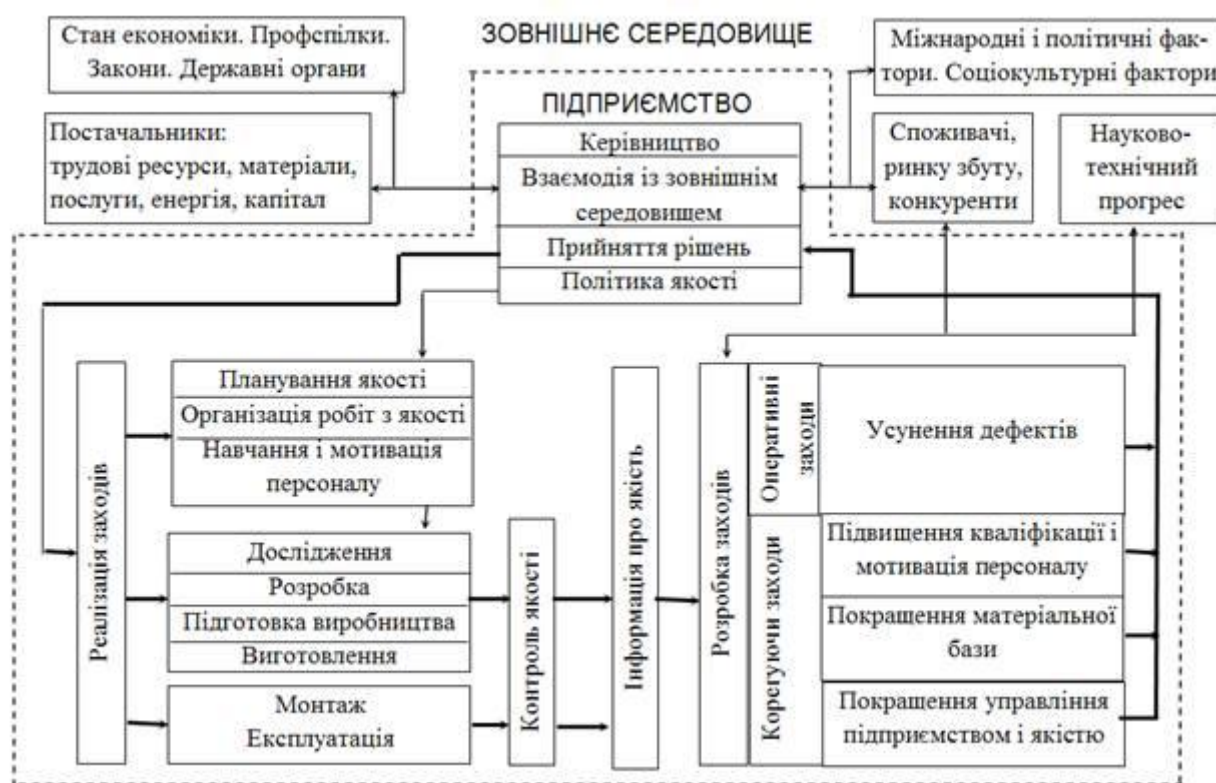 ЗОВНІШНЄ СЕРЕДОВИЩЕ
Стан економіки. Профспілки.
Закони. Державні органи
Міжнародні і політичні фак-
тори. Соціокультурні фактори
Постачальники:
трудові ресурси, матеріали,
послуги, енергія, капітал
ПІДПРИЄМСТВО
Керівництво
Взаємодія із зовнішнім
середовищем
Прийняття рішень
Політика якості
Споживачі,
ринку збуту,
конкуренти
Науково-
технічний
прогрес
Реалізація заходів
Планування якості
Організація робіт з якості
Навчання і мотивація
персоналу
Дослідження
Розробка
Підготовка виробництва
Виготовлення
Монтаж
Експлуатація
Контроль якості
Інформація про якість
Розробка заходів
Оперативні
заходи
Корегуючи заходи
Усунення дефектів
Підвищення кваліфікації і
мотивація персоналу
Покращення матеріальної
бази
Покращення управління
підприємством і якістю